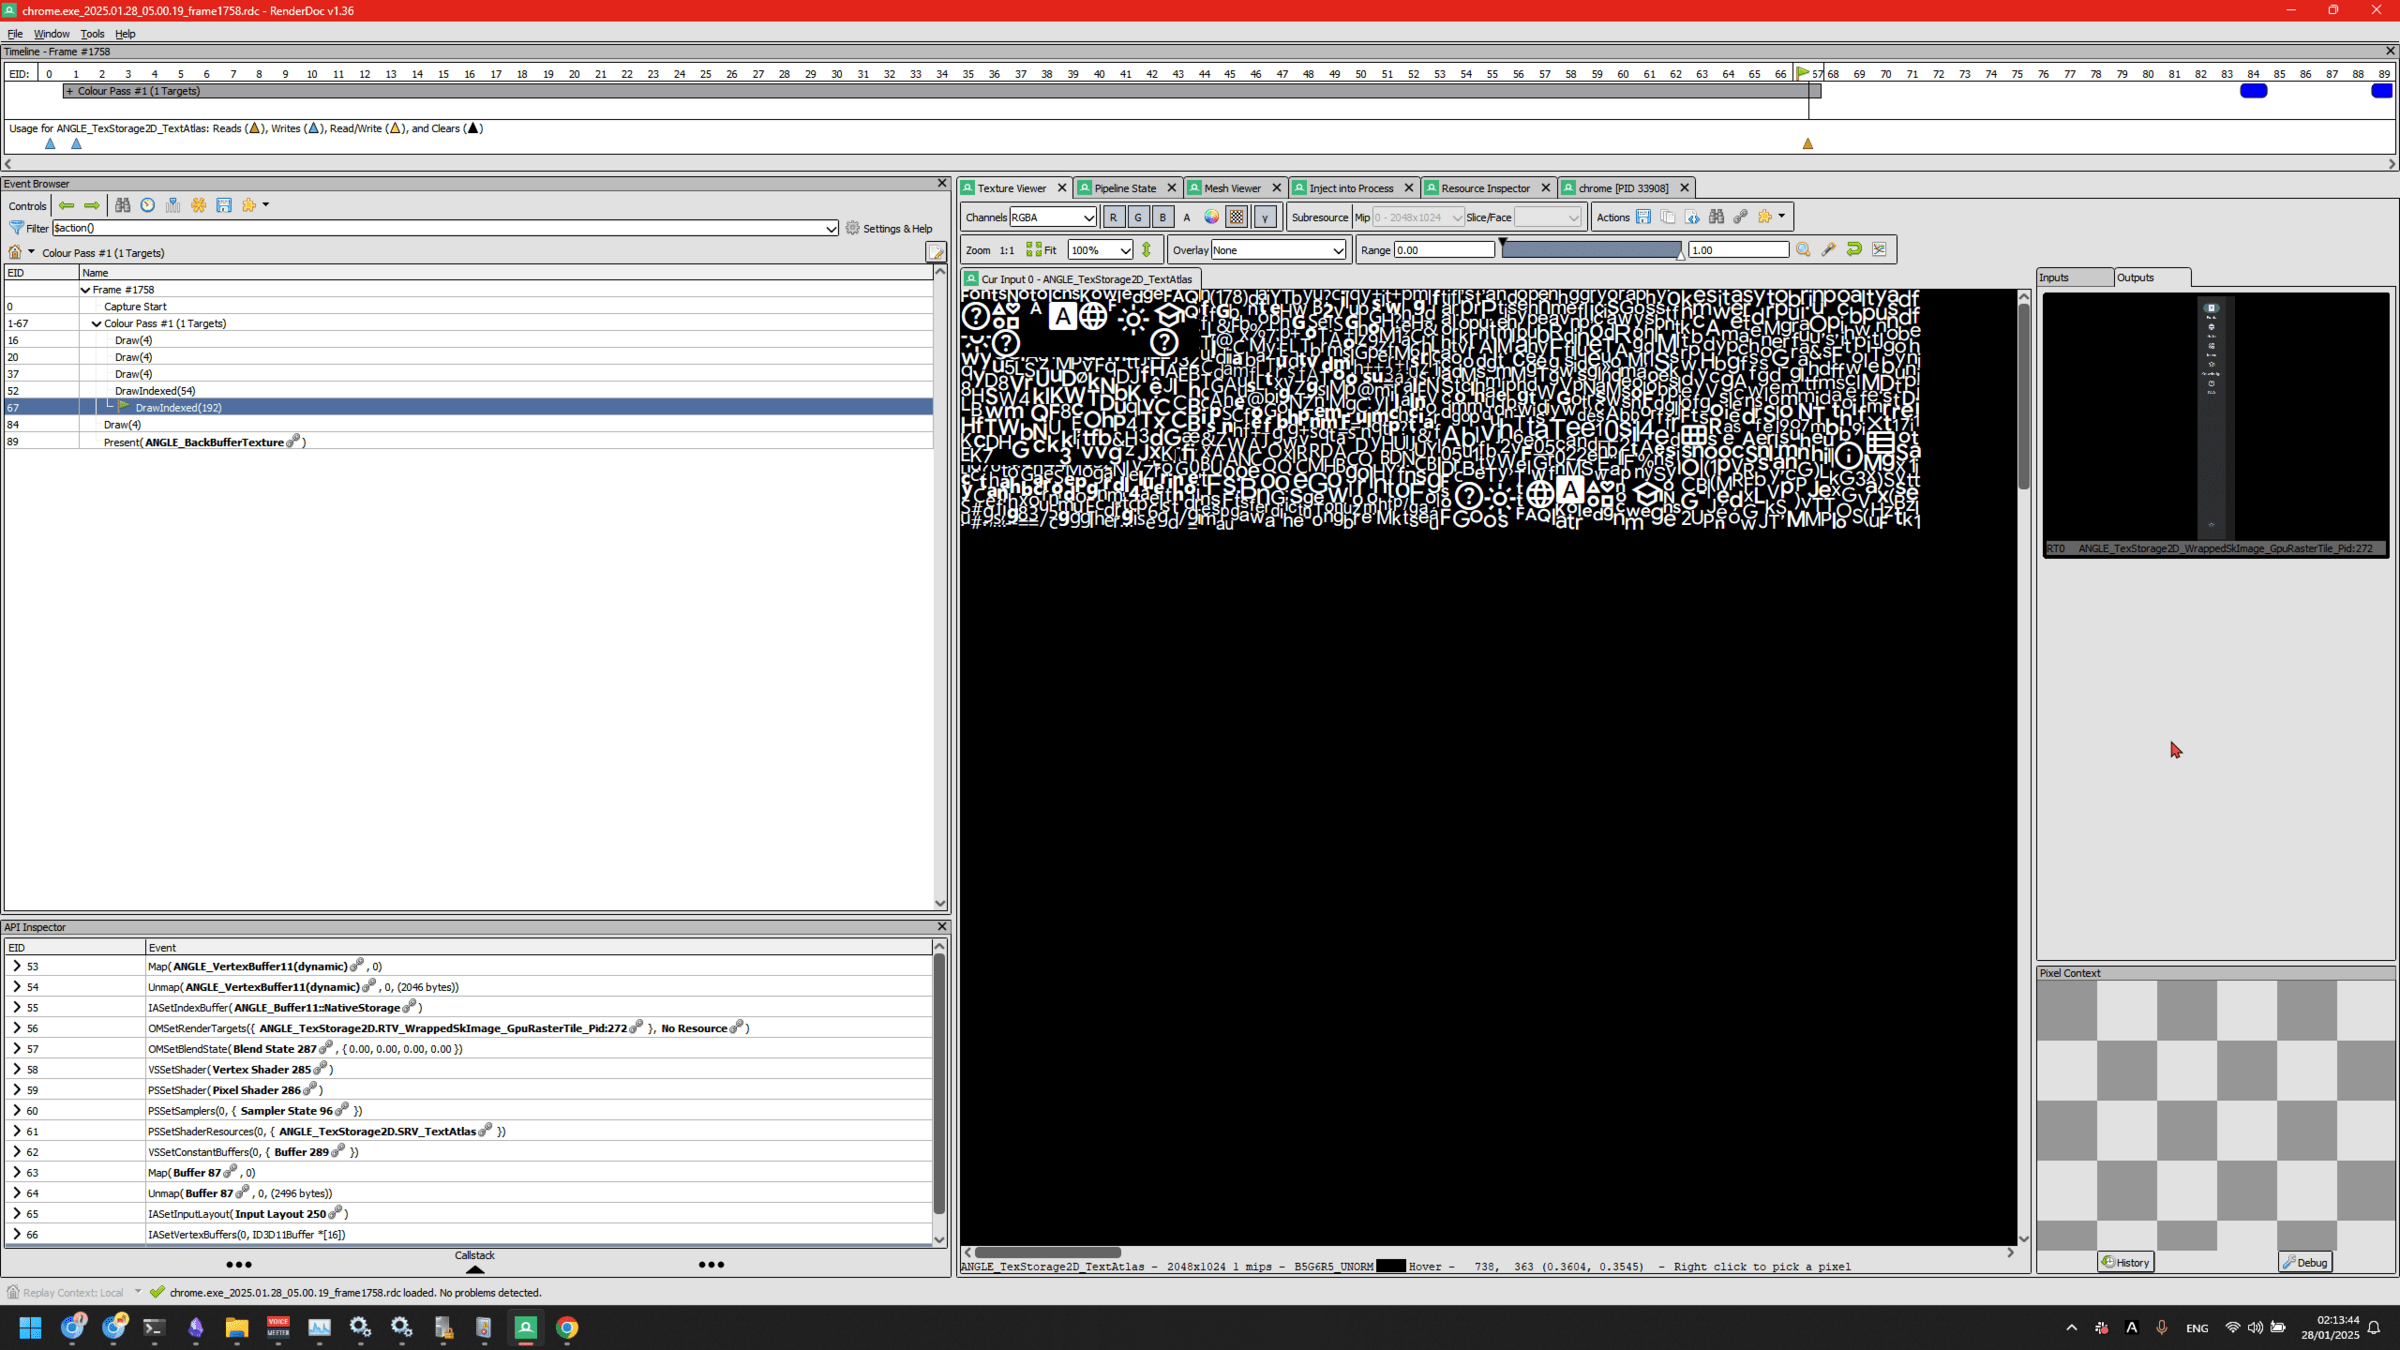 chrome.exe_2025.01.28_05.00.19_frame1758.rdc - RenderDoc v1.36
File Window Tools Help
Timeline - Frame #1758
EID: 0 1 2 3 4 5 6 7 8 9 10 11 12 13 14 15 16 17 18 19 20 21 22 23 24 25 26 27 28 29 30 31 32 33 34 35 36 37 38 39 40 41 42 43 44 45 46 47 48 49 50 51 52 53 54 55 56 57 58 59 60 61 62 63 64 65 66 67 68 69 70 71 72 73 74 75 76 77 78 79 80 81 82 83 84 85 86 87 88 89
+ Colour Pass #1 (1 Targets)
Usage for ANGLE_TexStorage2D_TextAtlas: Reads ( ), Writes ( ), Read/Write ( ), and Clears ( )
Event Browser
Controls
Filter $action() Settings & Help
Colour Pass #1 (1 Targets)
EID Name
Frame #1758
0 Capture Start
1-67 Colour Pass #1 (1 Targets)
16 Draw(4)
20 Draw(4)
37 Draw(4)
52 DrawIndexed(54)
67 DrawIndexed(192)
84 Draw(4)
89 Present(ANGLE_BackBufferTexture )
API Inspector
EID Event
53 Map(ANGLE_VertexBuffer11(dynamic) , 0)
54 Unmap(ANGLE_VertexBuffer11(dynamic) , 0, (2046 bytes))
55 IASetIndexBuffer(ANGLE_Buffer11::NativeStorage )
56 OMSetRenderTargets({ ANGLE_TexStorage2D.RTV_WrappedSkImage_GpuRasterTile_Pid:272 }, No Resource )
57 OMSetBlendState(Blend State 287 , { 0.00, 0.00, 0.00, 0.00 })
58 VSSetShader(Vertex Shader 285 )
59 PSSetShader(Pixel Shader 286 )
60 PSSetSamplers(0, { Sampler State 96 })
61 PSSetShaderResources(0, { ANGLE_TexStorage2D.SRV_TextAtlas })
62 VSSetConstantBuffers(0, { Buffer 289 })
63 Map(Buffer 87 , 0)
64 Unmap(Buffer 87 , 0, (2496 bytes))
65 IASetInputLayout(Input Layout 250 )
66 IASetVertexBuffers(0, ID3D11Buffer *[16])
Callstack
Texture Viewer Pipeline State Mesh Viewer Inject into Process Resource Inspector chrome [PID 33908]
Channels RGBA R G B A γ Subresource Mip 0 - 2048x1024 Slice/Face Actions
Zoom 1:1 Fit 100% Overlay None Range 0.00 1.00
Cur Input 0 - ANGLE_TexStorage2D_TextAtlas
ANGLE_TexStorage2D_TextAtlas - 2048x1024 1 mips - B5G6R5_UNORM Hover - 738, 363 (0.3604, 0.3545) - Right click to pick a pixel
Inputs Outputs
RT0 ANGLE_TexStorage2D_WrappedSkImage_GpuRasterTile_Pid:272
Pixel Context
History Debug
Replay Context: Local chrome.exe_2025.01.28_05.00.19_frame1758.rdc loaded. No problems detected.
VOICE
MEETER
A ENG
02:13:44
28/01/2025